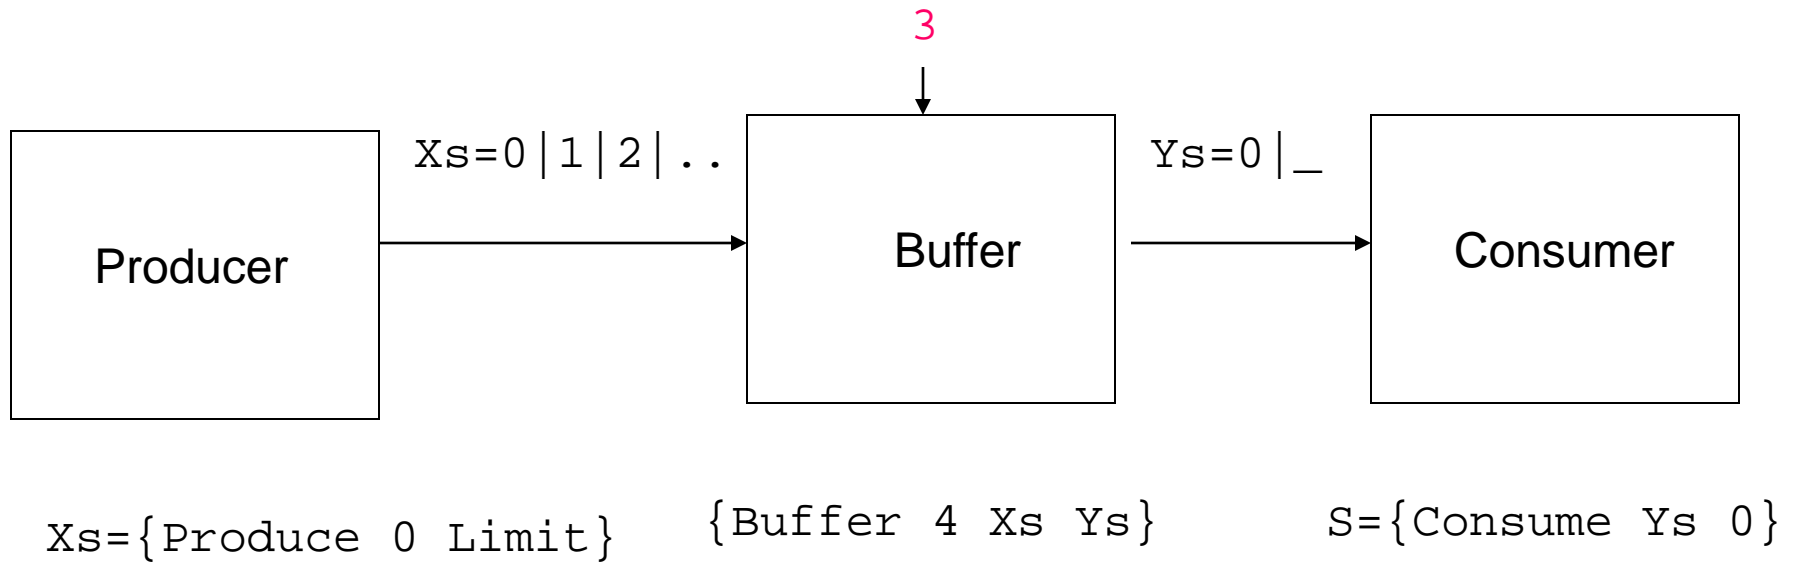 3
Xs=0|1|2|..
Ys=0|_
Producer
Buffer
Consumer
Xs={Produce 0 Limit}
{Buffer 4 Xs Ys}
S={Consume Ys 0}